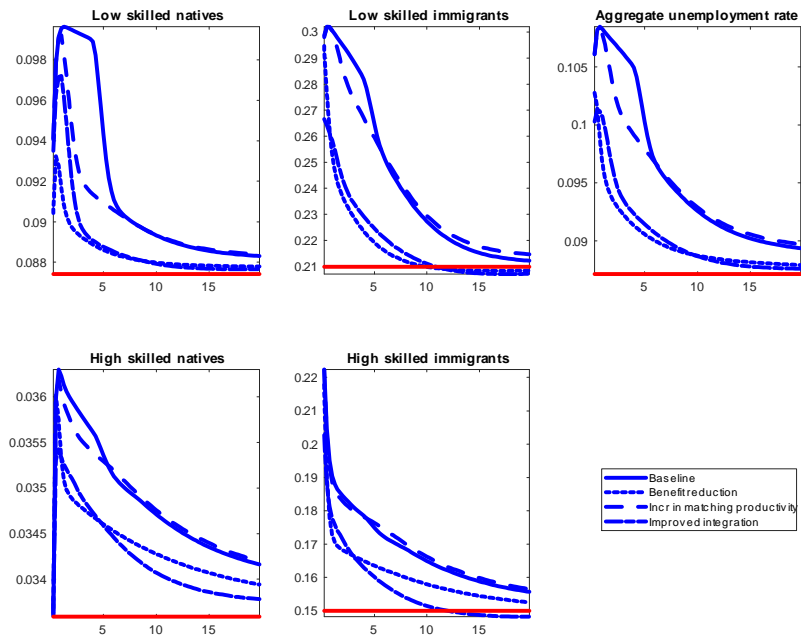 Low skilled natives
0.098
0.096
0.094
0.092
0.09
0.088
5 10 15
Low skilled immigrants
0.3
0.29
0.28
0.27
0.26
0.25
0.24
0.23
0.22
0.21
5 10 15
Aggregate unemployment rate
0.105
0.1
0.095
0.09
5 10 15
High skilled natives
0.036
0.0355
0.035
0.0345
0.034
5 10 15
High skilled immigrants
0.22
0.21
0.2
0.19
0.18
0.17
0.16
0.15
5 10 15
Baseline
Benefit reduction
Incr in matching productivity
Improved integration